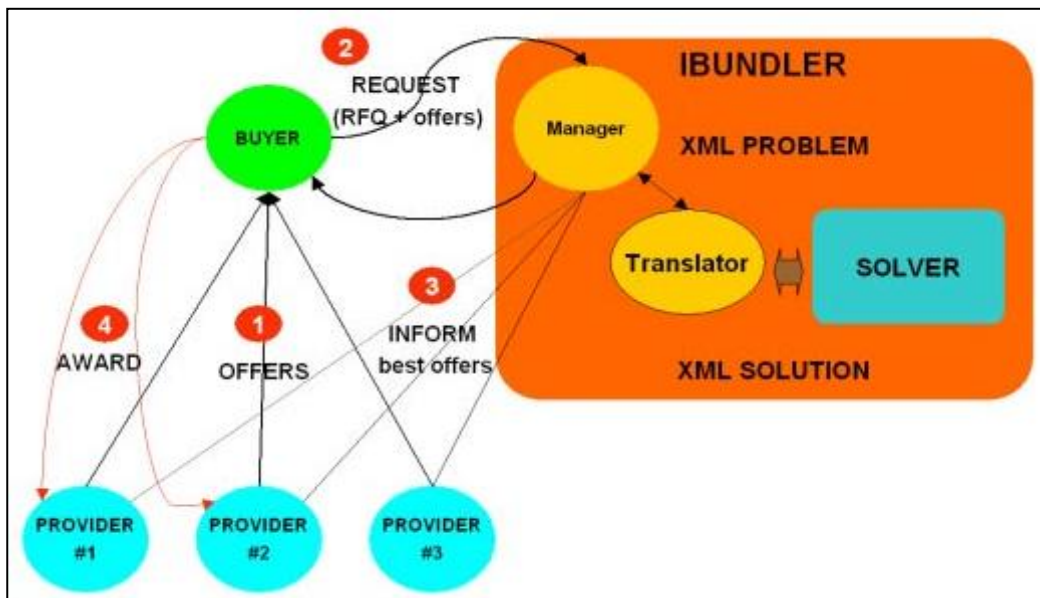 2
IBUNDLER
REQUEST
(RFQ + offers)
BUYER
Manager
XML PROBLEM
Translator
SOLVER
3
4
1
INFORM
best offers
AWARD
OFFERS
XML SOLUTION
PROVIDER
#1
PROVIDER
#2
PROVIDER
#3